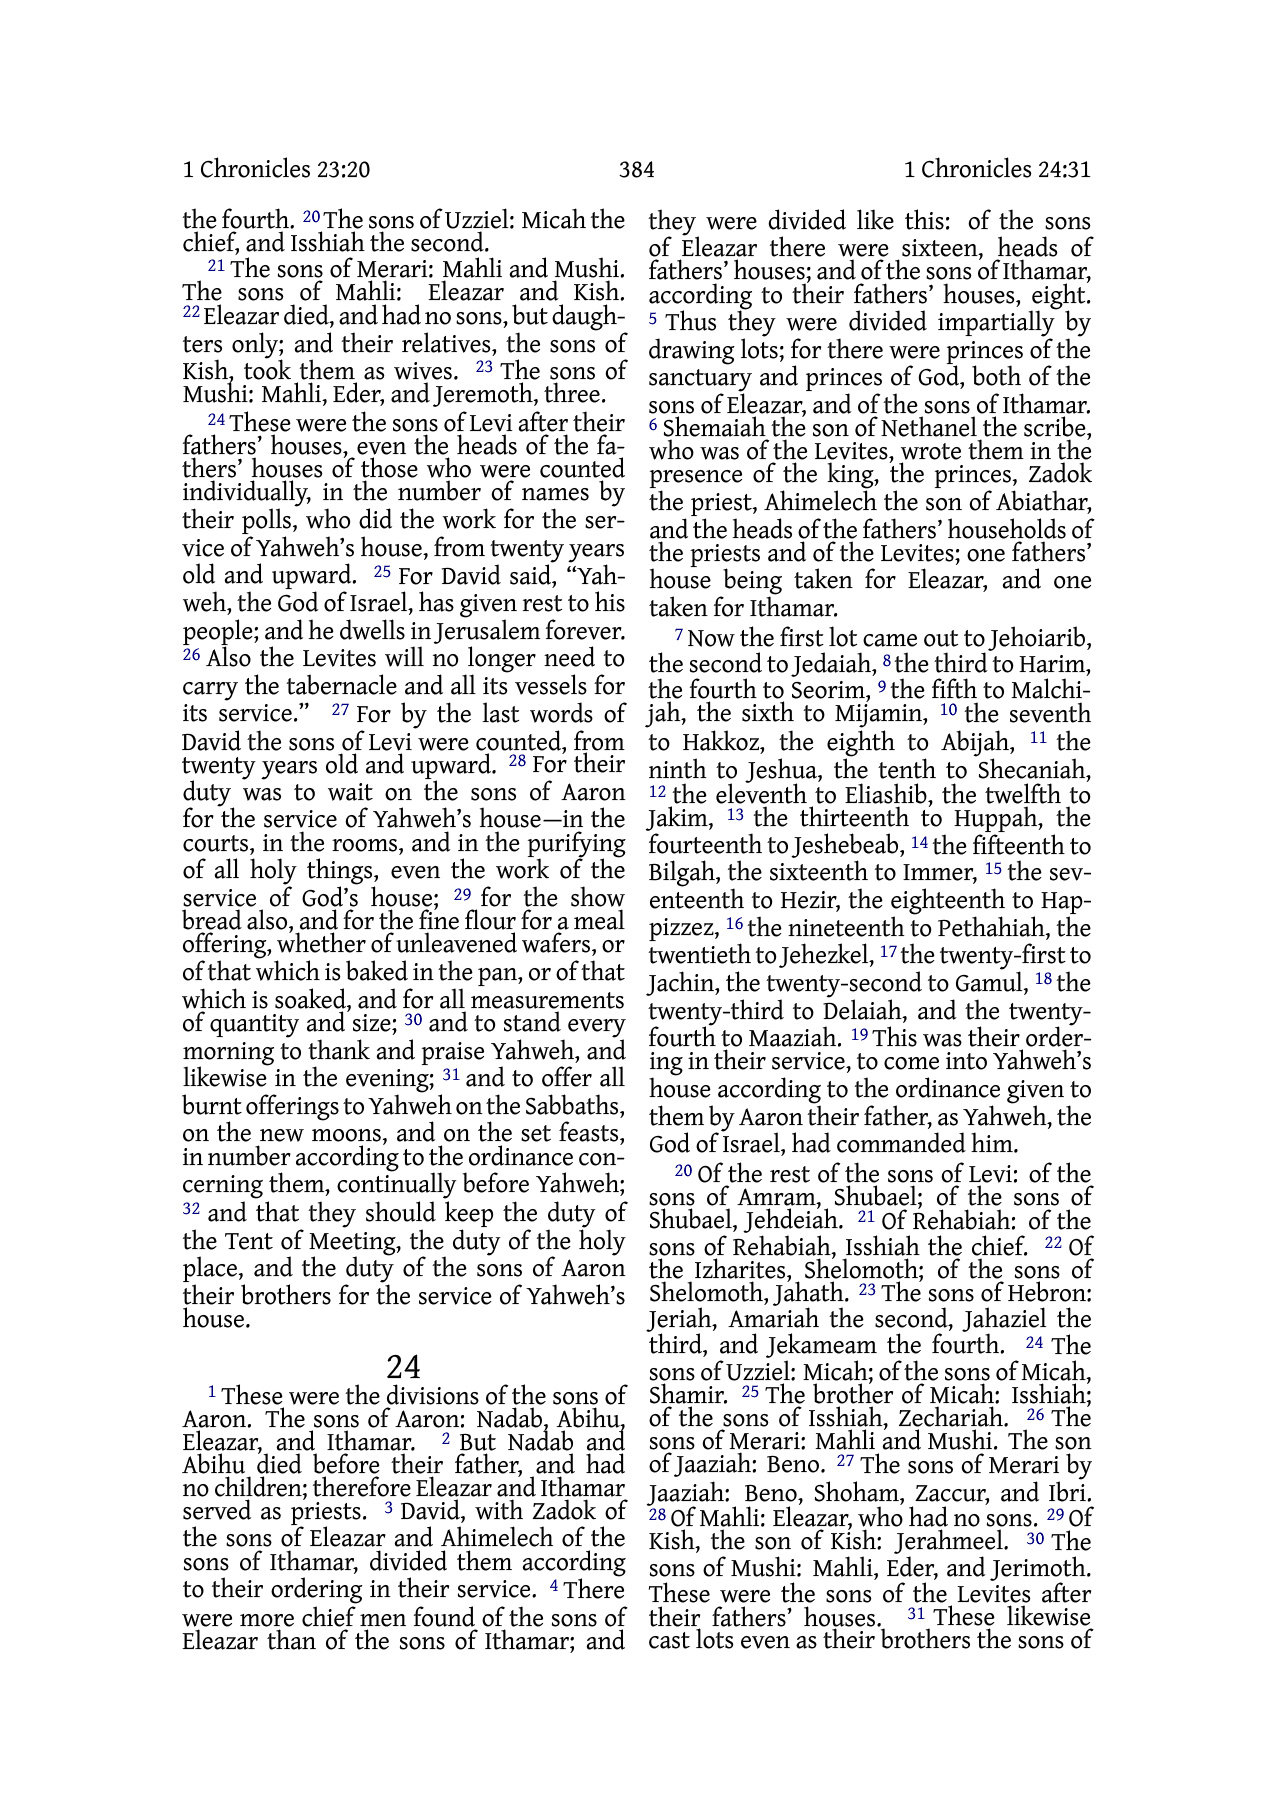 1 Chronicles 23:20 384 1 Chronicles 24:31
the fourth. 20 The sons of Uzziel: Micah the
chief, and Isshiah the second.
21 The sons of Merari: Mahli and Mushi.
The sons of Mahli: Eleazar and Kish.
22 Eleazar died, and had no sons, but daugh-
ters only; and their relatives, the sons of
Kish, took them as wives. 23 The sons of
Mushi: Mahli, Eder, and Jeremoth, three.
24 These were the sons of Levi after their
fathers’ houses, even the heads of the fa-
thers’ houses of those who were counted
individually, in the number of names by
their polls, who did the work for the ser-
vice of Yahweh’s house, from twenty years
old and upward. 25 For David said, “Yah-
weh, the God of Israel, has given rest to his
people; and he dwells in Jerusalem forever.
26 Also the Levites will no longer need to
carry the tabernacle and all its vessels for
its service.” 27 For by the last words of
David the sons of Levi were counted, from
twenty years old and upward. 28 For their
duty was to wait on the sons of Aaron
for the service of Yahweh’s house—in the
courts, in the rooms, and in the purifying
of all holy things, even the work of the
service of God’s house; 29 for the show
bread also, and for the fine flour for a meal
offering, whether of unleavened wafers, or
of that which is baked in the pan, or of that
which is soaked, and for all measurements
of quantity and size; 30 and to stand every
morning to thank and praise Yahweh, and
likewise in the evening; 31 and to offer all
burnt offerings to Yahweh on the Sabbaths,
on the new moons, and on the set feasts,
in number according to the ordinance con-
cerning them, continually before Yahweh;
32 and that they should keep the duty of
the Tent of Meeting, the duty of the holy
place, and the duty of the sons of Aaron
their brothers for the service of Yahweh’s
house.
24
1 These were the divisions of the sons of
Aaron. The sons of Aaron: Nadab, Abihu,
Eleazar, and Ithamar. 2 But Nadab and
Abihu died before their father, and had
no children; therefore Eleazar and Ithamar
served as priests. 3 David, with Zadok of
the sons of Eleazar and Ahimelech of the
sons of Ithamar, divided them according
to their ordering in their service. 4 There
were more chief men found of the sons of
Eleazar than of the sons of Ithamar; and
they were divided like this: of the sons
of Eleazar there were sixteen, heads of
fathers’ houses; and of the sons of Ithamar,
according to their fathers’ houses, eight.
5 Thus they were divided impartially by
drawing lots; for there were princes of the
sanctuary and princes of God, both of the
sons of Eleazar, and of the sons of Ithamar.
6 Shemaiah the son of Nethanel the scribe,
who was of the Levites, wrote them in the
presence of the king, the princes, Zadok
the priest, Ahimelech the son of Abiathar,
and the heads of the fathers’ households of
the priests and of the Levites; one fathers’
house being taken for Eleazar, and one
taken for Ithamar.
7 Now the first lot came out to Jehoiarib,
the second to Jedaiah, 8 the third to Harim,
the fourth to Seorim, 9 the fifth to Malchi-
jah, the sixth to Mijamin, 10 the seventh
to Hakkoz, the eighth to Abijah, 11 the
ninth to Jeshua, the tenth to Shecaniah,
12 the eleventh to Eliashib, the twelfth to
Jakim, 13 the thirteenth to Huppah, the
fourteenth to Jeshebeab, 14 the fifteenth to
Bilgah, the sixteenth to Immer, 15 the sev-
enteenth to Hezir, the eighteenth to Hap-
pizzez, 16 the nineteenth to Pethahiah, the
twentieth to Jehezkel, 17 the twenty-first to
Jachin, the twenty-second to Gamul, 18 the
twenty-third to Delaiah, and the twenty-
fourth to Maaziah. 19 This was their order-
ing in their service, to come into Yahweh’s
house according to the ordinance given to
them by Aaron their father, as Yahweh, the
God of Israel, had commanded him.
20 Of the rest of the sons of Levi: of the
sons of Amram, Shubael; of the sons of
Shubael, Jehdeiah. 21 Of Rehabiah: of the
sons of Rehabiah, Isshiah the chief. 22 Of
the Izharites, Shelomoth; of the sons of
Shelomoth, Jahath. 23 The sons of Hebron:
Jeriah, Amariah the second, Jahaziel the
third, and Jekameam the fourth. 24 The
sons of Uzziel: Micah; of the sons of Micah,
Shamir. 25 The brother of Micah: Isshiah;
of the sons of Isshiah, Zechariah. 26 The
sons of Merari: Mahli and Mushi. The son
of Jaaziah: Beno. 27 The sons of Merari by
Jaaziah: Beno, Shoham, Zaccur, and Ibri.
28 Of Mahli: Eleazar, who had no sons. 29 Of
Kish, the son of Kish: Jerahmeel. 30 The
sons of Mushi: Mahli, Eder, and Jerimoth.
These were the sons of the Levites after
their fathers’ houses. 31 These likewise
cast lots even as their brothers the sons of